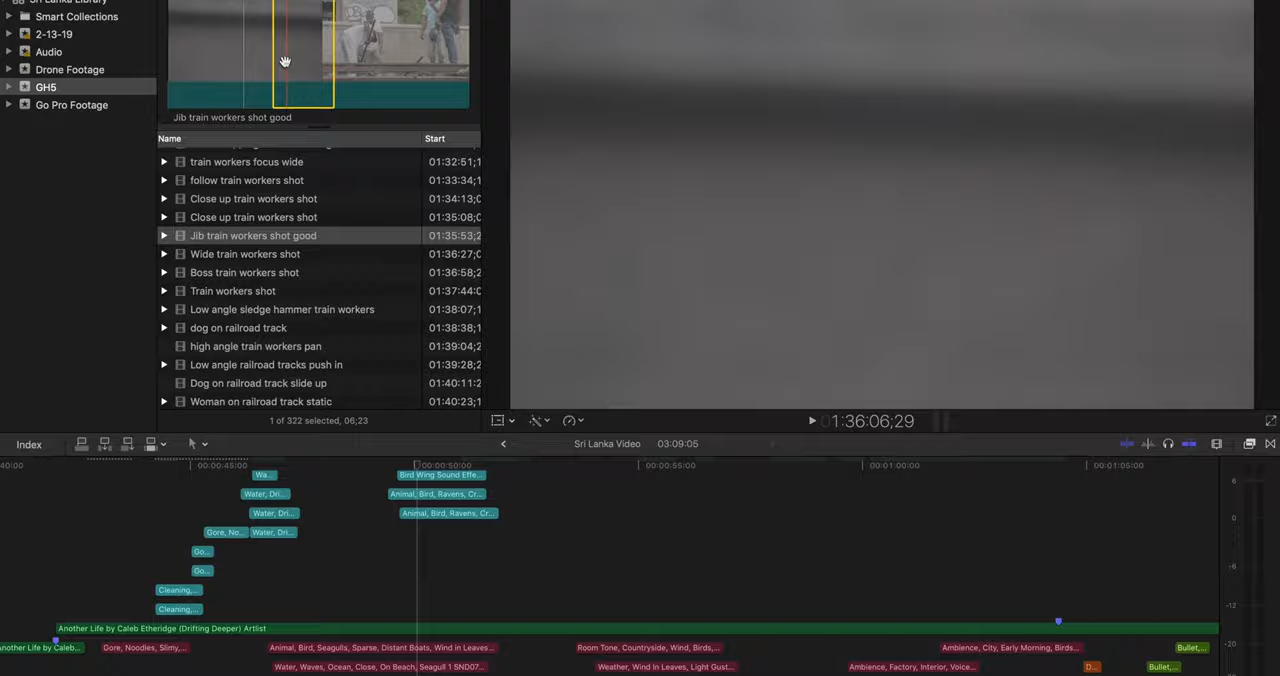 Sri Lanka Library
Smart Collections
2-13-19
Audio
Drone Footage
GH5
Go Pro Footage
Jib train workers shot good
Name Start
train workers focus wide 01:32:51;1
follow train workers shot 01:33:34;1
Close up train workers shot 01:34:13;0
Close up train workers shot 01:35:08;0
Jib train workers shot good 01:35:53;2
Wide train workers shot 01:36:27;0
Boss train workers shot 01:36:58;2
Train workers shot 01:37:44:0
Low angle sledge hammer train workers 01:38:07;1
dog on railroad track 01:38:38;1
high angle train workers pan 01:39:04;2
Low angle railroad tracks push in 01:39:28;2
Dog on railroad track slide up 01:40:11:2
Woman on railroad track static 01:40:23;1
1 of 322 selected, 06;23
01:36:06;29
Index
Sri Lanka Video 03:09:05
40:00 00:00:45:00 00:00:50:00 00:00:55:00 00:01:00:00 00:01:05:00
Wa... Bird Wing Sound Effe...
Water, Dri... Animal, Bird, Ravens, Cr...
Water, Dri... Animal, Bird, Ravens, Cr...
Gore, No... Water, Dri...
Go...
Go...
Cleaning,...
Cleaning,...
Another Life by Caleb Etheridge (Drifting Deeper) Artlist
Another Life by Caleb... Gore, Noodies, Slimy,... Animal, Bird, Seagulls, Sparse, Distant Boats, Wind in Leaves... Room Tone, Countryside, Wind, Birds,... Ambience, City, Early Morning, Birds... Bullet,...
Water, Waves, Ocean, Close, On Beach, Seagull 1 SND07... Weather, Wind In Leaves, Light Gust... Ambience, Factory, Interior, Voice... D... Bullet,...
6
0
-6
-12
-20